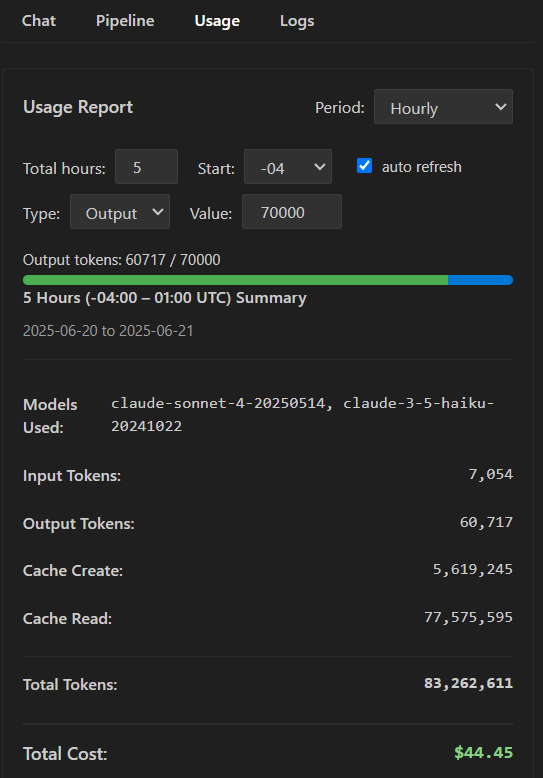 Chat Pipeline Usage Logs
Usage Report Period: Hourly
Total hours: 5 Start: -04 auto refresh
Type: Output Value: 70000
Output tokens: 60717 / 70000
5 Hours (-04:00 – 01:00 UTC) Summary
2025-06-20 to 2025-06-21
Models Used: claude-sonnet-4-20250514, claude-3-5-haiku-
20241022
Input Tokens: 7,054
Output Tokens: 60,717
Cache Create: 5,619,245
Cache Read: 77,575,595
Total Tokens: 83,262,611
Total Cost: $44.45